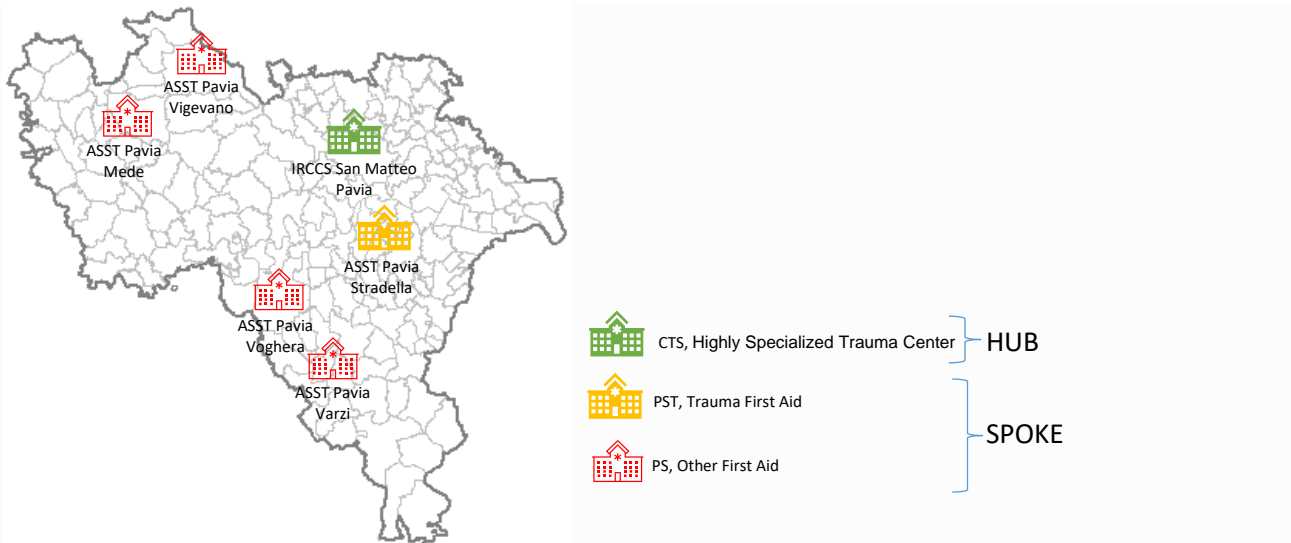 ASST Pavia
Vigevano
ASST Pavia
Mede
IRCCS San Matteo
Pavia
ASST Pavia
Stradella
ASST Pavia
Voghera
ASST Pavia
Varzi
CTS, Highly Specialized Trauma Center
HUB
PST, Trauma First Aid
SPOKE
PS, Other First Aid